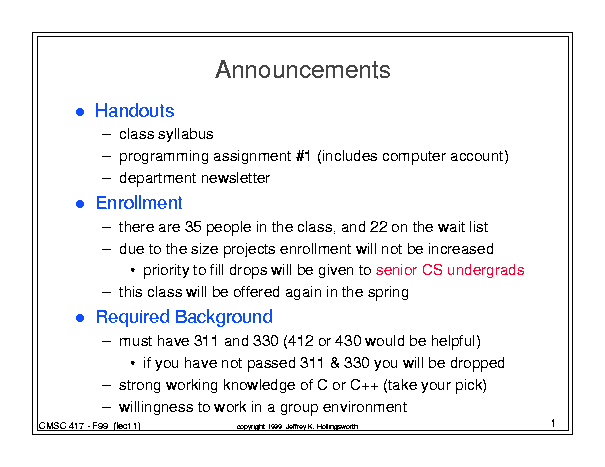 Announcements
● Handouts
– class syllabus
– programming assignment #1 (includes computer account)
– department newsletter
● Enrollment
– there are 35 people in the class, and 22 on the wait list
– due to the size projects enrollment will not be increased
• priority to fill drops will be given to senior CS undergrads
– this class will be offered again in the spring
● Required Background
– must have 311 and 330 (412 or 430 would be helpful)
• if you have not passed 311 & 330 you will be dropped
– strong working knowledge of C or C++ (take your pick)
– willingness to work in a group environment
CMSC 417 - F99 (lect 1)
copyright 1999 Jeffrey K. Hollingsworth
1